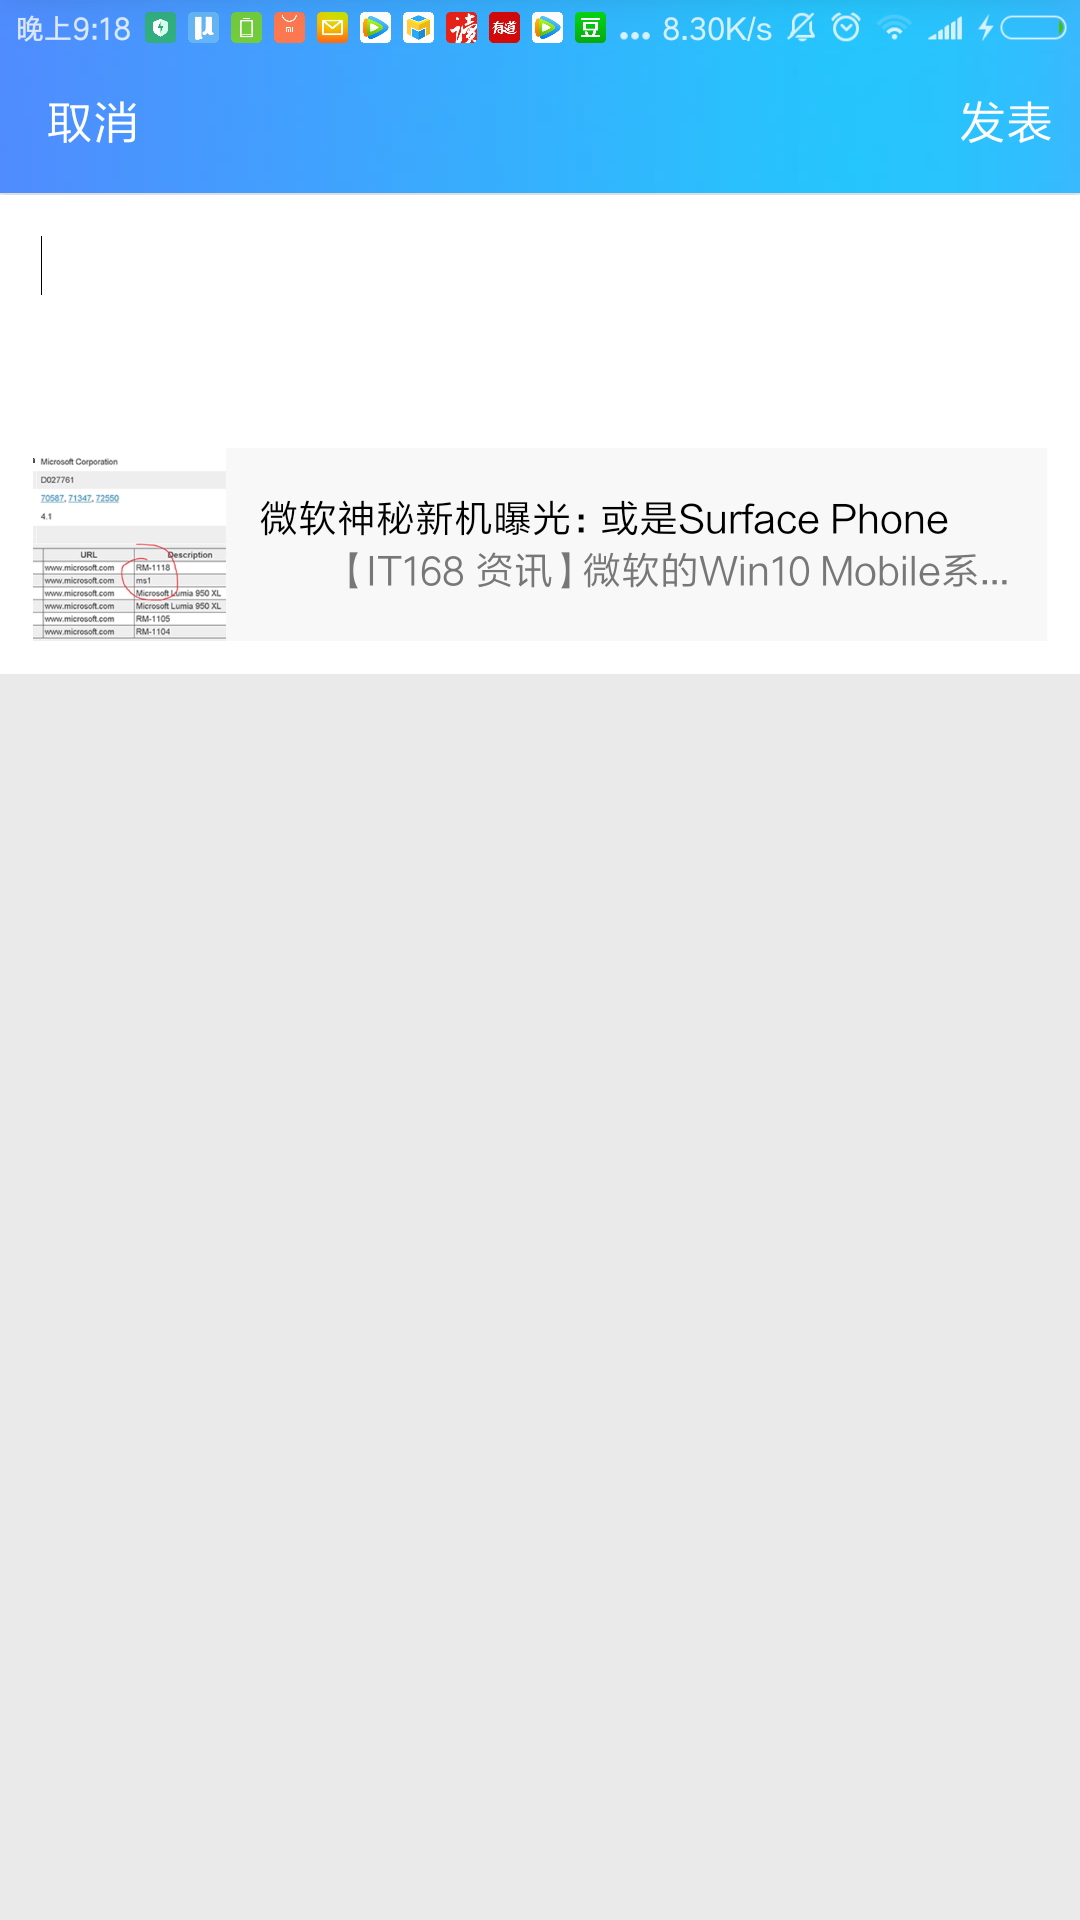 晚上9:18
读
有道
豆
... 8.30K/s
取消
发表
Microsoft Corporation
D027761
70587, 71347, 72550
4.1
URL Description
www.microsoft.com RM-1118
www.microsoft.com ms1
www.microsoft.com Microsoft Lumia 950 XL
www.microsoft.com Microsoft Lumia 950 XL
www.microsoft.com RM-1105
www.microsoft.com RM-1104
微软神秘新机曝光：或是Surface Phone
【IT168 资讯】微软的Win10 Mobile系...